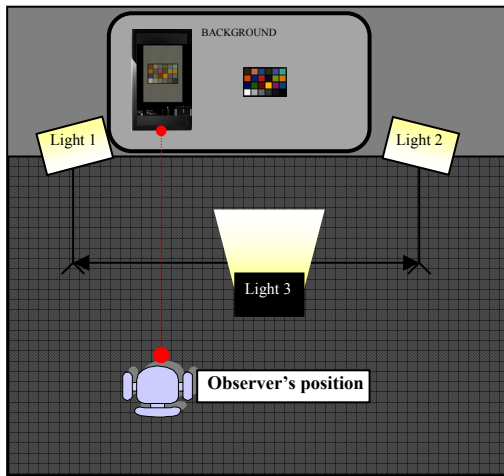 BACKGROUND
Light 1
Light 2
Light 3
Observer's position